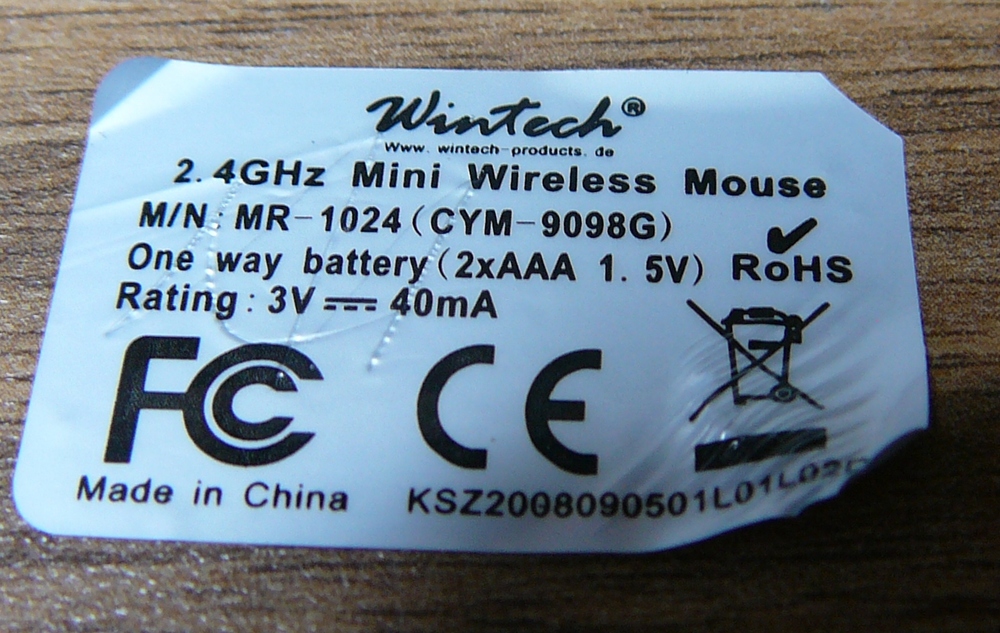 Wintech®
Www.wintech-products.de
2.4GHz Mini Wireless Mouse
M/N: MR-1024(CYM-9098G)
One way battery(2xAAA 1.5V) RoHS
Rating: 3V 40mA
FC CE
Made in China